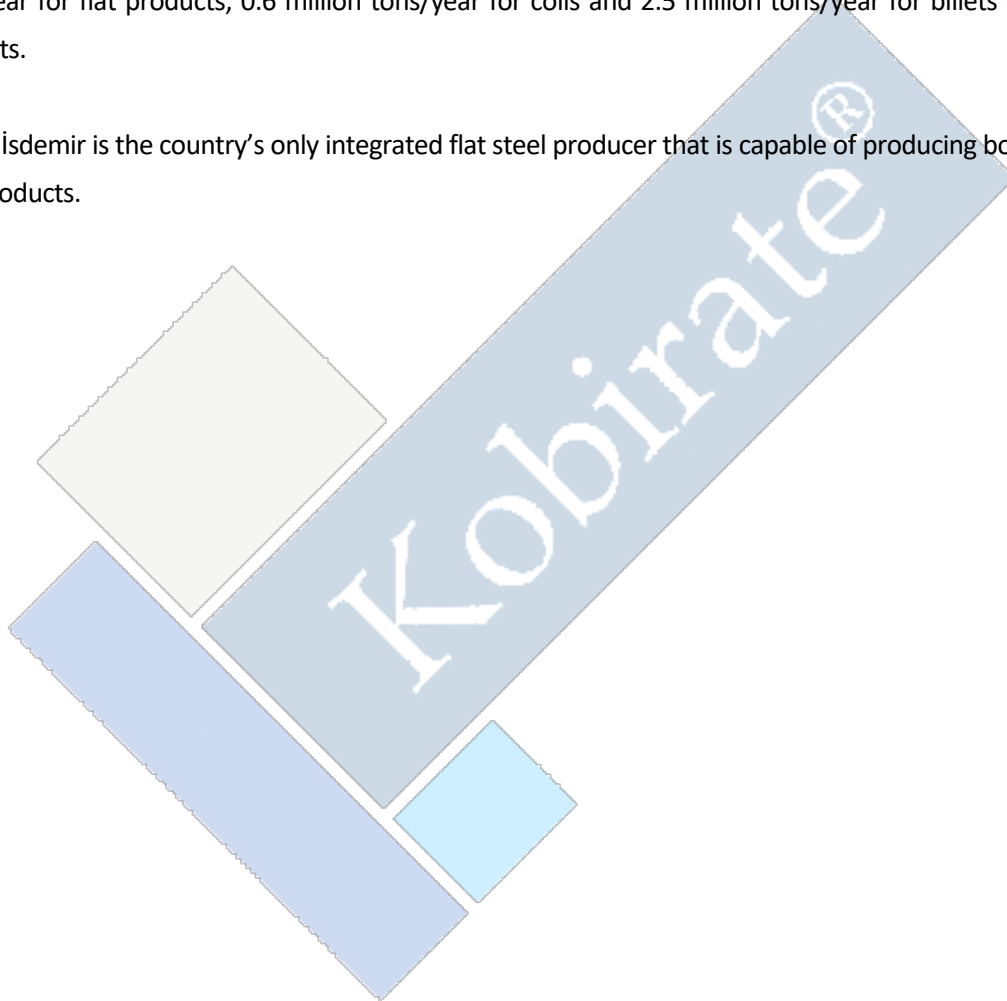 ear for flat products, 0.6 million tons/year for coils and 2.5 million tons/year for billets
ts.
İsdemir is the country’s only integrated flat steel producer that is capable of producing bo
oducts.
Kobirate®